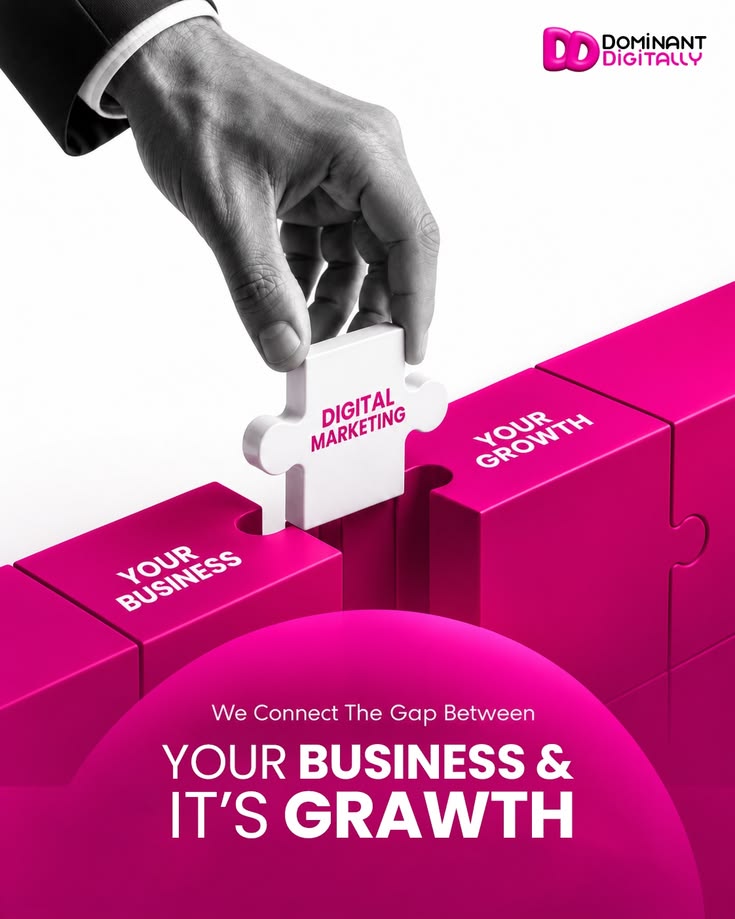 DOMINANT
DIGITALLY
DIGITAL
MARKETING
YOUR
GROWTH
YOUR
BUSINESS
We Connect The Gap Between
YOUR BUSINESS &
IT'S GRAWTH